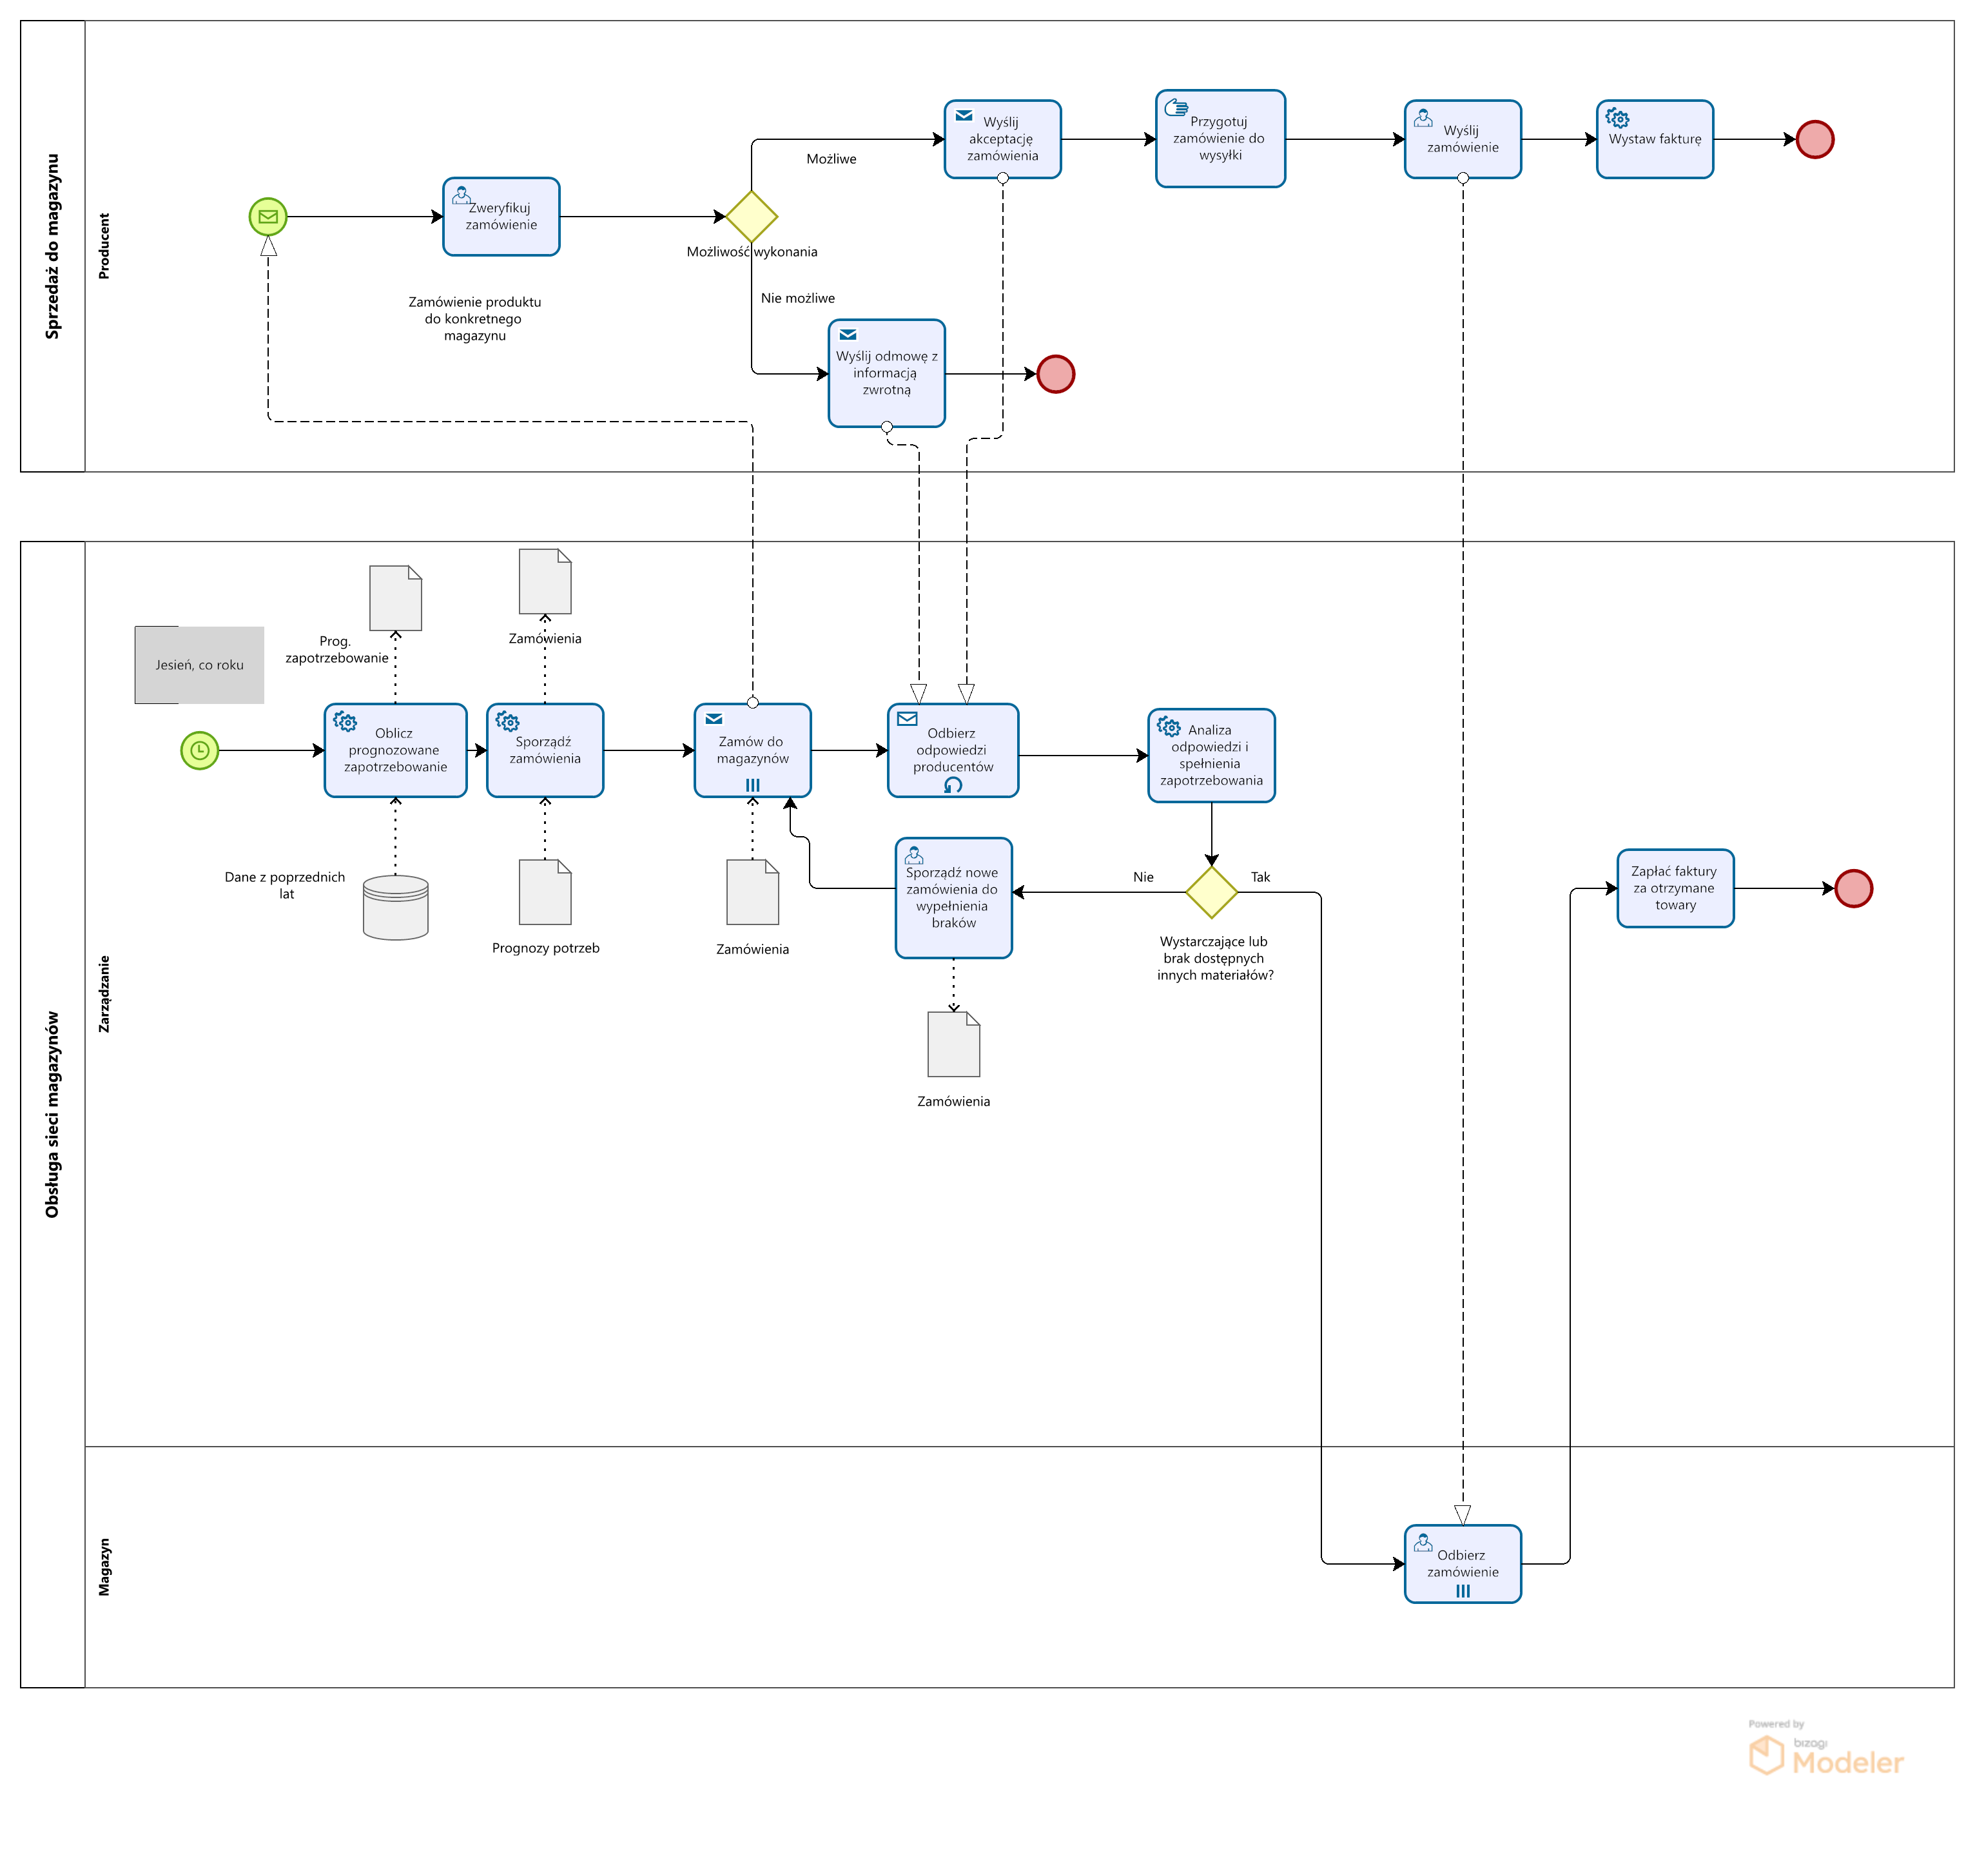 Sprzedaż do magazynu
Producent
Wyślij
akceptację
zamówienia
Przygotuj
zamówienie do
wysyłki
Wyślij
zamówienie
Wystaw fakturę
Możliwe
Zweryfikuj
zamówienie
Możliwość wykonania
Nie możliwe
Zamówienie produktu
do konkretnego
magazynu
Wyślij odmowę z
informacją
zwrotną
Obsługa sieci magazynów
Zarządzanie
Jesień, co roku
Prog.
zapotrzebowanie
Zamówienia
Oblicz
prognozowane
zapotrzebowanie
Sporządź
zamówienia
Zamów do
magazynów
Odbierz
odpowiedzi
producentów
Analiza
odpowiedzi i
spełnienia
zapotrzebowania
Dane z poprzednich
lat
Prognozy potrzeb
Zamówienia
Sporządź nowe
zamówienia do
wypełnienia
braków
Nie
Tak
Wystarczające lub
brak dostępnych
innych materiałów?
Zapłać faktury
za otrzymane
towary
Zamówienia
Magazyn
Odbierz
zamówienie
Powered by
bizagi
Modeler